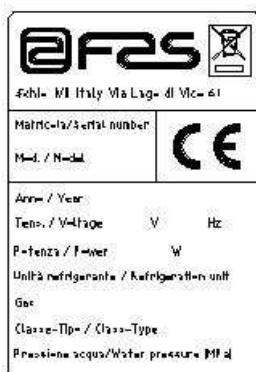 FAS
Schio VI Italy Via Lago di Vico 61
Matricola/Serial number
Mod. / Model
CE
Anno / Year
Tens. / Voltage V Hz
Potenza / Power W
Unità refrigerante / Refrigeration unit
Gas
Classe-Tipo / Class-Type
Pressione acqua/Water pressure [MPa]